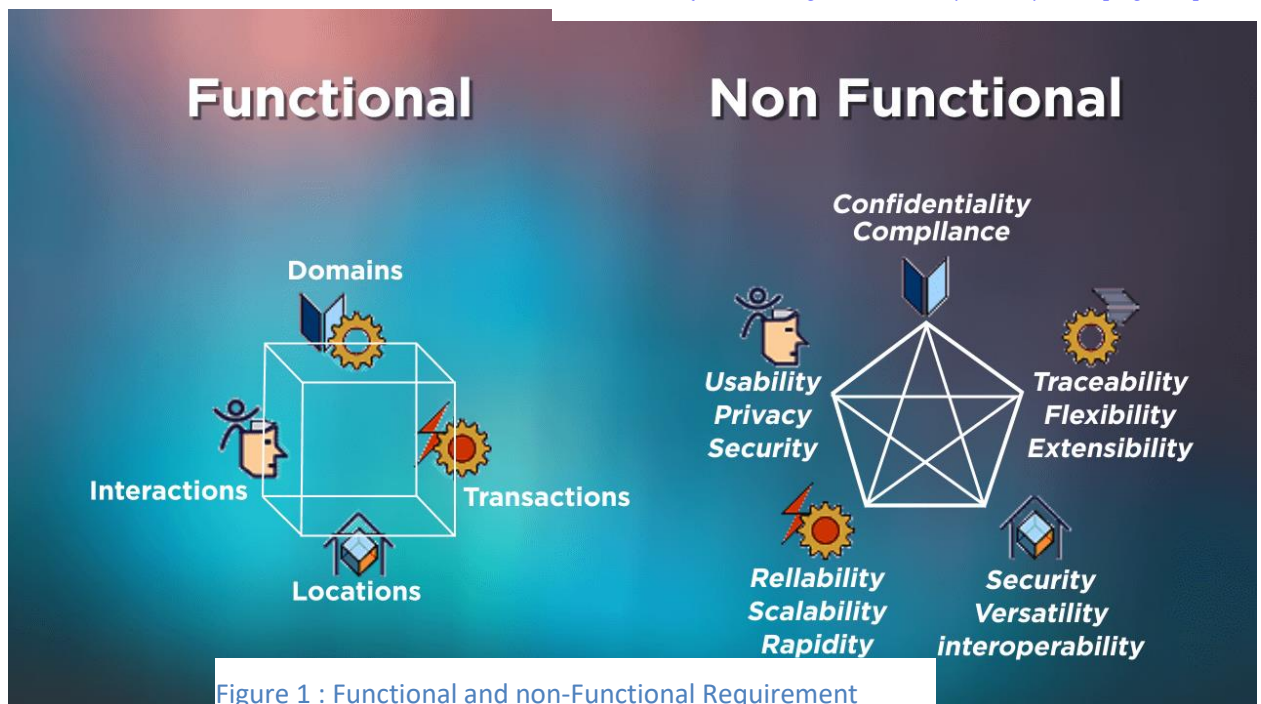 Functional
Non Functional
Domains
Interactions
Transactions
Locations
Confidentiality
Compllance
Usability
Privacy
Security
Traceability
Flexibility
Extensibility
Rellability
Scalability
Rapidity
Security
Versatility
interoperability
Figure 1 : Functional and non-Functional Requirement